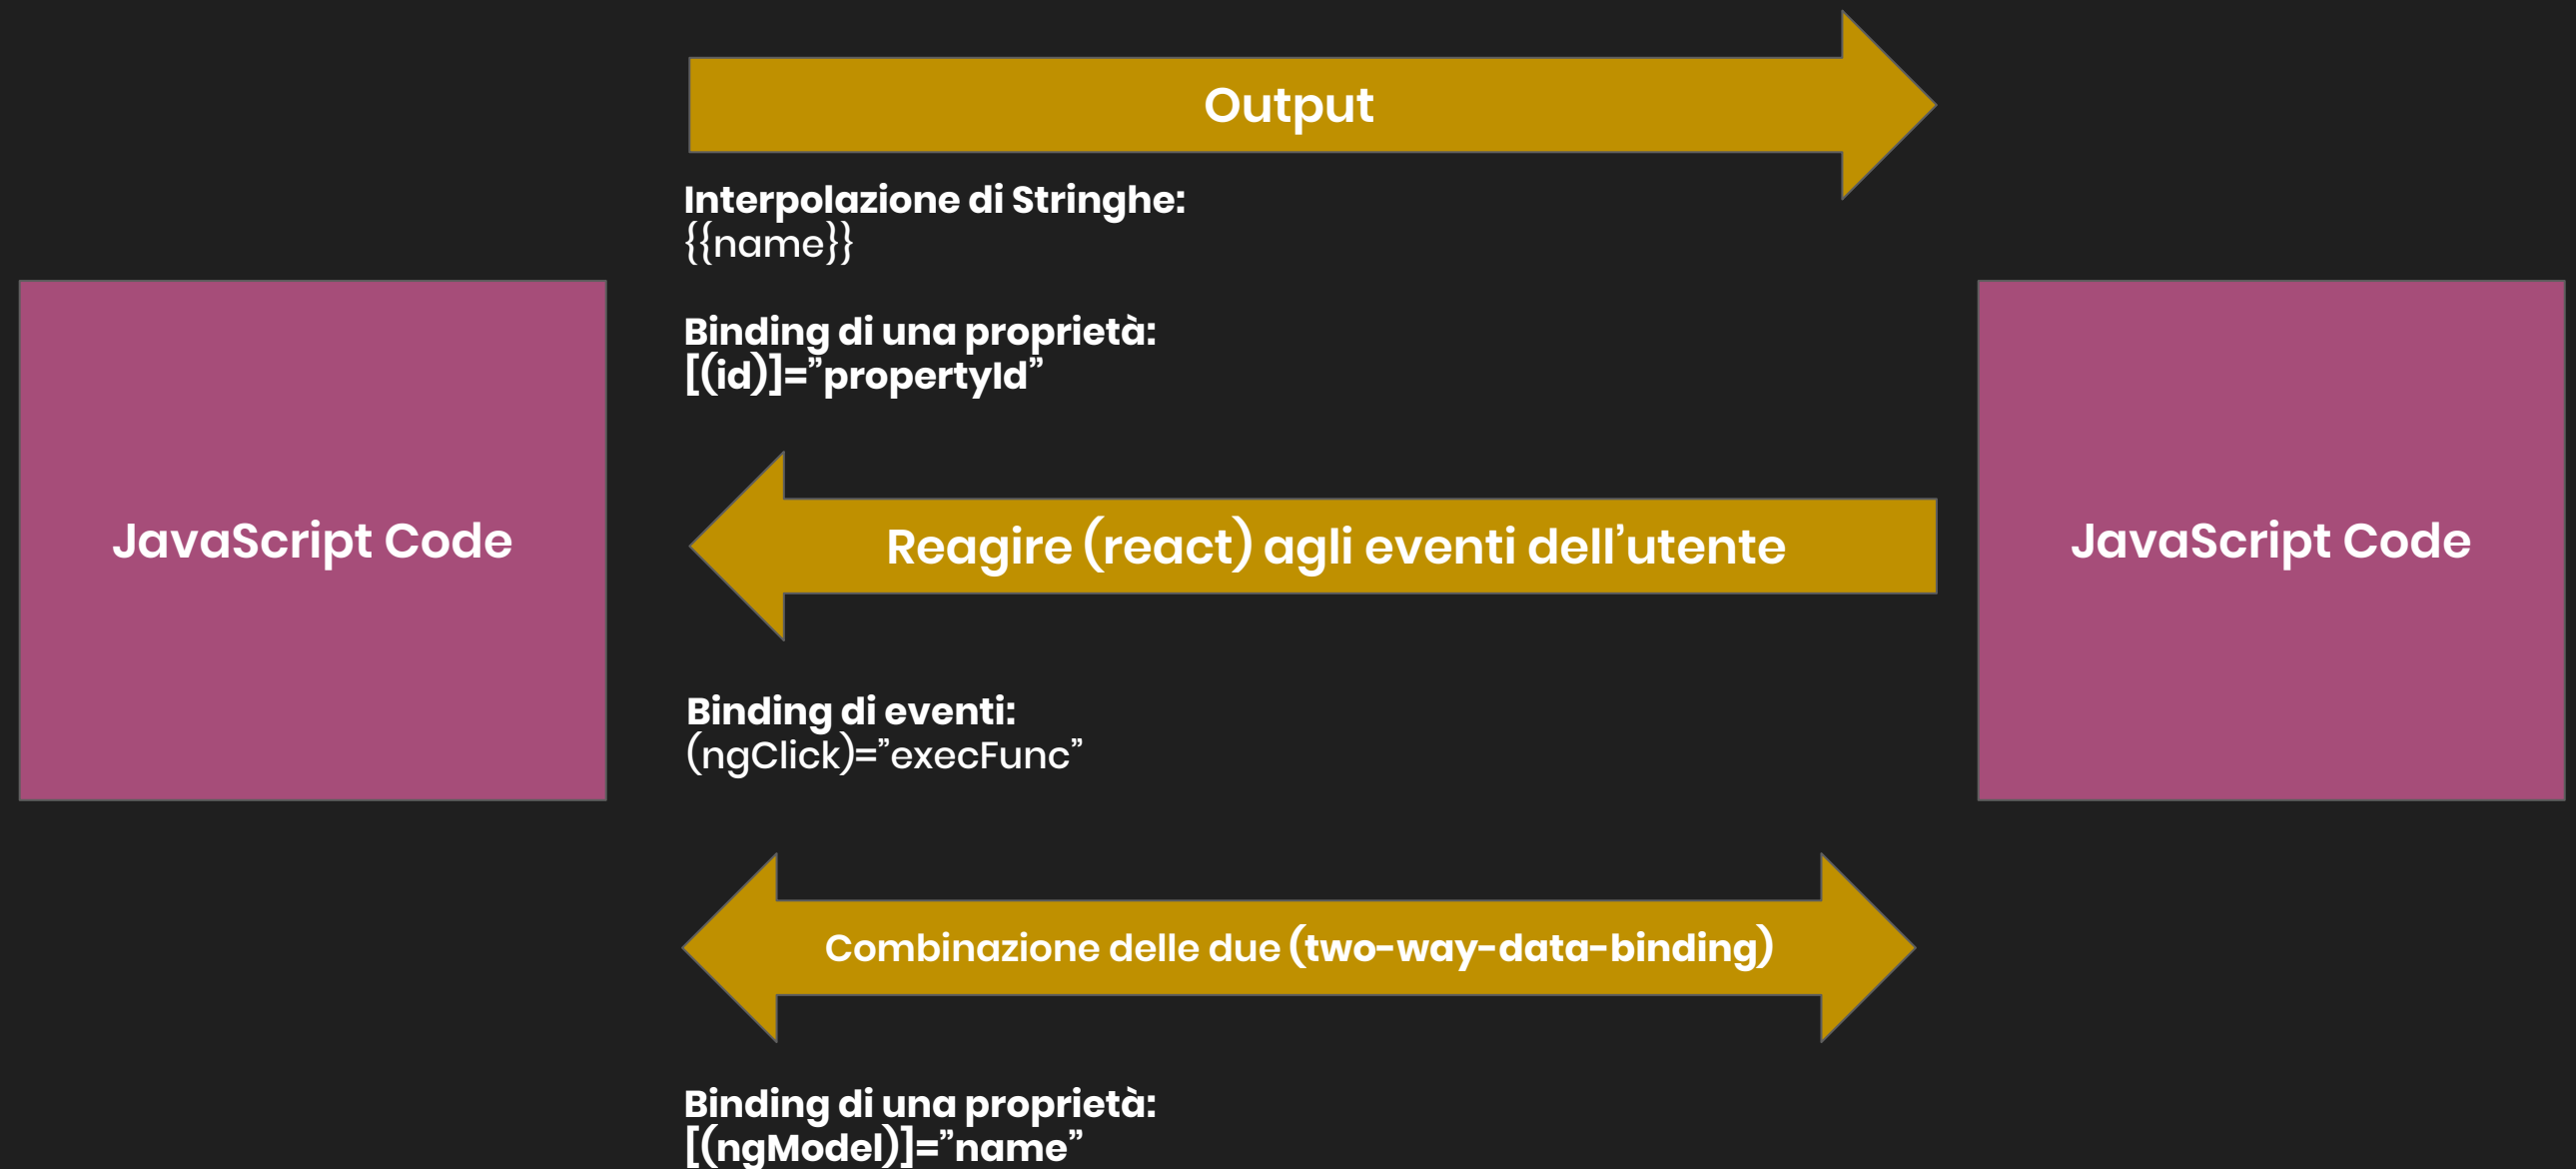 Output
Interpolazione di Stringhe:
{{name}}
Binding di una proprietà:
[(id)]=”propertyId”
JavaScript Code
Reagire (react) agli eventi dell’utente
JavaScript Code
Binding di eventi:
(ngClick)=”execFunc”
Combinazione delle due (two-way-data-binding)
Binding di una proprietà:
[(ngModel)]=”name”